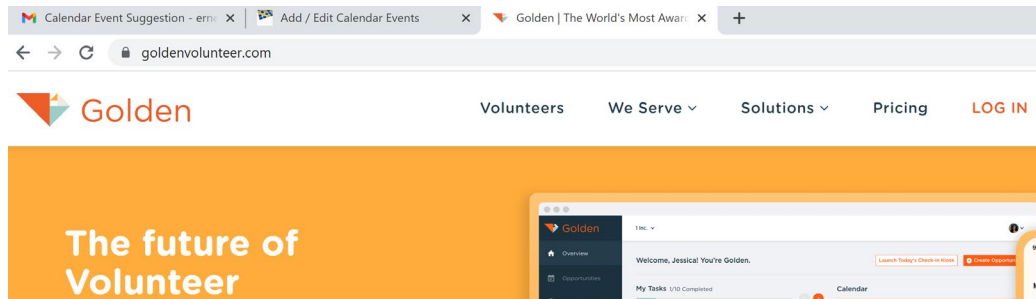 Calendar Event Suggestion - erne
Add / Edit Calendar Events
Golden | The World's Most Awar
goldenvolunteer.com
Golden
Volunteers We Serve Solutions Pricing LOG IN
The future of
Volunteer
Golden
1 Inc.
Overview
Welcome, Jessica! You're Golden.
Launch Today's Check-in Kiosk
Create Opportun
Opportunities
My Tasks 1/10 Completed
Calendar